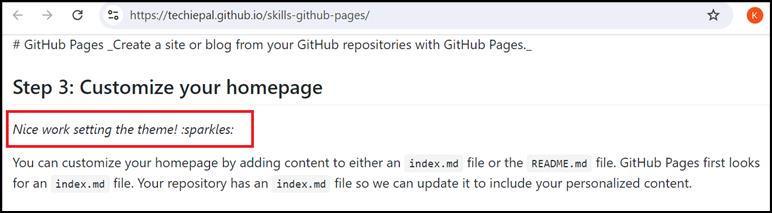 https://techiepal.github.io/skills-github-pages/
K
# GitHub Pages _Create a site or blog from your GitHub repositories with GitHub Pages._
Step 3: Customize your homepage
Nice work setting the theme! :sparkles:
You can customize your homepage by adding content to either an index.md file or the README.md file. GitHub Pages first looks
for an index.md file. Your repository has an index.md file so we can update it to include your personalized content.